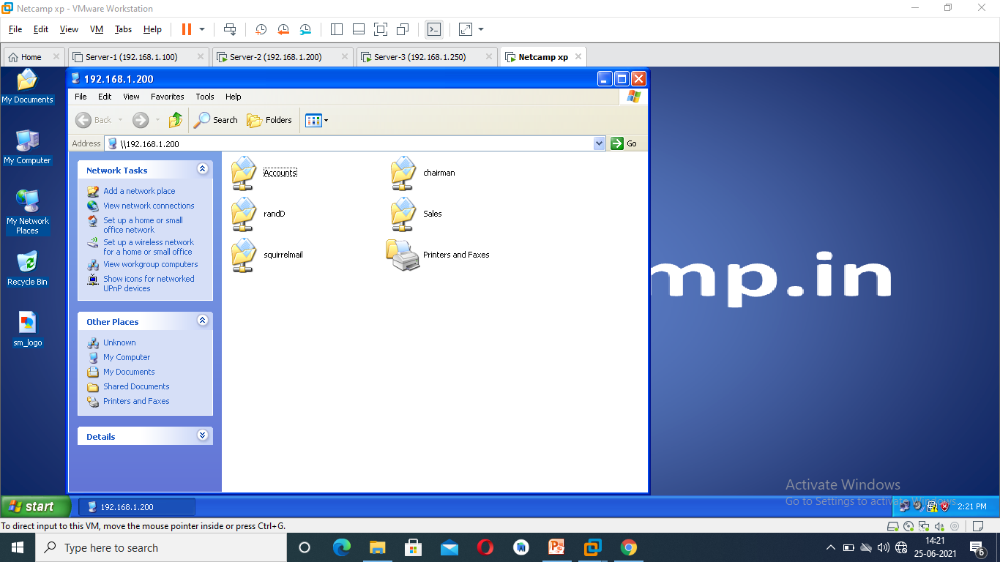 Netcamp xp - VMware Workstation
File Edit View VM Tabs Help
Home Server-1 (192.168.1.100) Server-2 (192.168.1.200) Server-3 (192.168.1.250) Netcamp xp
My Documents
My Computer
My Network
Places
Recycle Bin
sm_logo
192.168.1.200
File Edit View Favorites Tools Help
Back Search Folders
Address \\192.168.1.200 Go
Network Tasks
Add a network place
View network connections
Set up a home or small
office network
Set up a wireless network
for a home or small office
View workgroup computers
Show icons for networked
UPnP devices
Other Places
Unknown
My Computer
My Documents
Shared Documents
Printers and Faxes
Details
Accounts chairman
randD Sales
squirrelmail Printers and Faxes
mp.in
Activate Windows
Go to Settings to activate Windows.
start 192.168.1.200 2:21 PM
To direct input to this VM, move the mouse pointer inside or press Ctrl+G.
Type here to search
14:21
25-06-2021
6